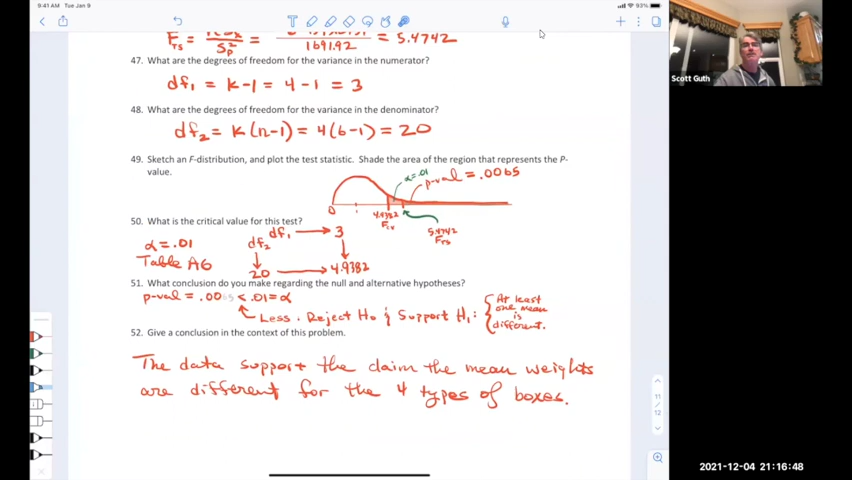 9:41 AM Tue Jan 9
93%
= 5.4742
1691.92
47. What are the degrees of freedom for the variance in the numerator?
df₁ = k-1 = 4-1 = 3
48. What are the degrees of freedom for the variance in the denominator?
df₂ = k(n-1) = 4(6-1) = 20
49. Sketch an F-distribution, and plot the test statistic. Shade the area of the region that represents the P-
value.
α=.01
p-val = .0065
0
4.9382
5.4742
F_TS
50. What is the critical value for this test?
df₁ → 3
α = .01
df₂
Table A6
20 → 4.9382
51. What conclusion do you make regarding the null and alternative hypotheses?
p-val = .0065 < .01 = α
Less. Reject H₀ & Support H₁: { At least
one mean
is
different.
52. Give a conclusion in the context of this problem.
The data support the claim the mean weights
are different for the 4 types of boxes.
11
12
Scott Guth
2021-12-04 21:16:48